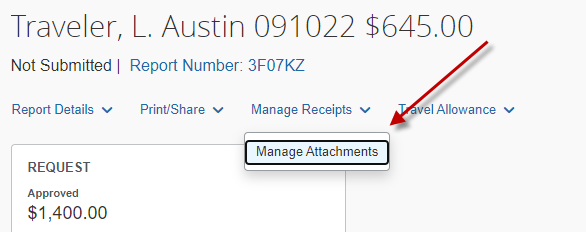 Traveler, L. Austin 091022 $645.00
Not Submitted | Report Number: 3F07KZ
Report Details Print/Share Manage Receipts Travel Allowance
Manage Attachments
REQUEST
Approved
$1,400.00